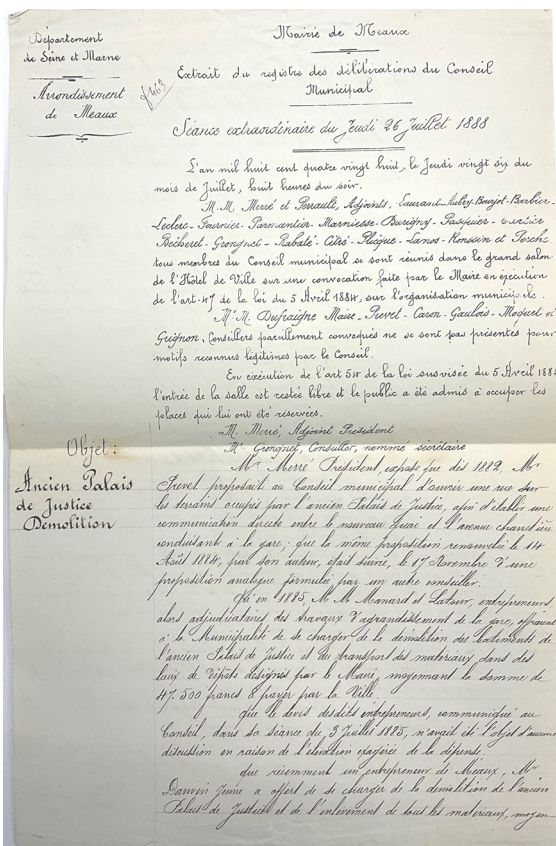 Département
de Seine et Marne
Arrondissement
de Meaux
Mairie de Meaux
Extrait du registre des délibérations du Conseil
Municipal
Séance extraordinaire du Jeudi 26 Juillet 1888
L'an mil huit cent quatre vingt huit, le Jeudi vingt six du
mois de Juillet, huit heures du soir.
M. M. Merré et Perrault, Adjoints, Bourjot - Barbier -
Leclerc - Fournier - Parmantier - Marniesse - Burigny - Pasquier -
Becheret - Grongnet - Rabaté - Cétré - Plicque - Lanos - et
tous membres du Conseil municipal se sont réunis dans le grand salon
de l'Hôtel de Ville sur une convocation faite par le Maire en exécution
de l'art. 47 de la loi du 5 Avril 1884, sur l'organisation municipale.
M. M. Dufraigne Maire - Prevet - Caron - Gaulois - Moquet et
Grignon, Conseillers pareillement convoqués ne se sont pas présentés pour
motifs reconnus légitimes par le Conseil.
En exécution de l'art 54 de la loi susvisée du 5 Avril 188
l'entrée de la salle est restée libre et le public a été admis à occuper les
places qui lui ont été réservées.
M. Merré, Adjoint Président
Mr Grongnet, Conseiller, nommé secrétaire
Objet :
Ancien Palais
de Justice
Démolition
Mr Merré Président, expose que dès 1882, Mr
Prevet proposait au Conseil municipal d'ouvrir une rue sur
les terrains occupés par l'ancien Palais de Justice, afin d'établir une
communication directe entre le nouveau quai et l'avenue
conduisant à la gare ; que la même proposition renouvelée le 14
Août 1884, par son auteur, était suivie, le 17 Novembre d'une
proposition analogue formulée par un autre conseiller.
Qu'en 1885, M. M. Manard et Latour, entrepreneurs,
alors adjudicataires des travaux d'agrandissement de la gare, offraient
à la Municipalité de se charger de la démolition des bâtiments de
l'ancien Palais de Justice et du transport des matériaux dans des
lieux de dépôts désignés par le Maire, moyennant la somme de
47.500 francs à payer par la Ville.
que le devis desdits entrepreneurs, communiqué au
Conseil, dans sa séance du 3 Juillet 1885, n'avait été l'objet d'aucune
discussion en raison de l'élévation exagérée de la dépense.
que récemment un entrepreneur de Meaux, Mr
Danvin jeune a offert de se charger de la démolition de l'ancien
Palais de Justice et de l'enlèvement de tous les matériaux, moyen-